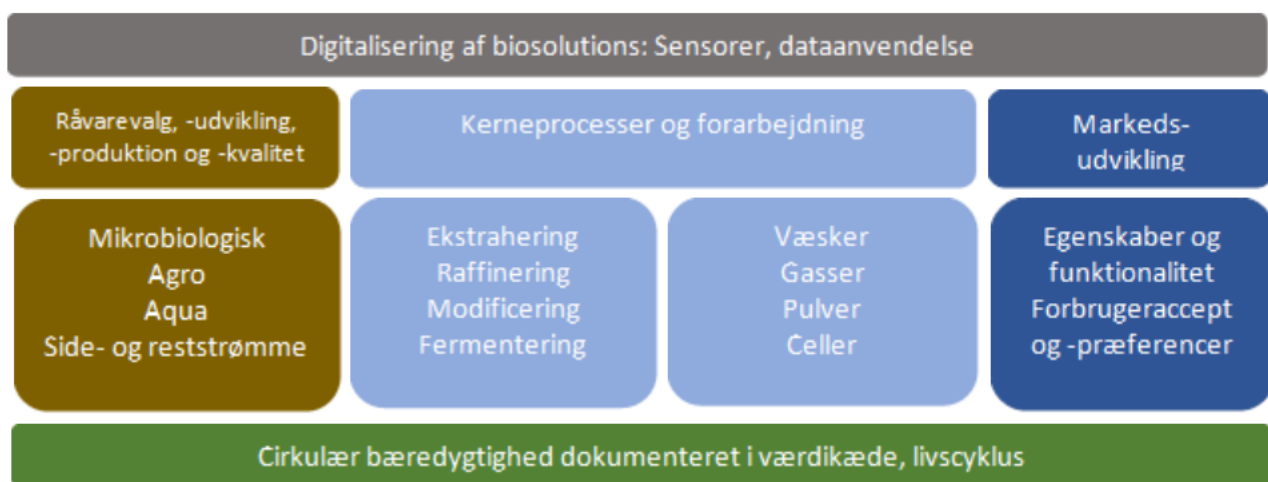 Digitalisering af biosolutions: Sensorer, dataanvendelse
Råvarevalg, -udvikling,
-produktion og -kvalitet
Kerneprocesser og forarbejdning
Markeds-
udvikling
Mikrobiologisk
Agro
Aqua
Side- og reststrømme
Ekstrahering
Raffinering
Modificering
Fermentering
Væsker
Gasser
Pulver
Celler
Egenskaber og
funktionalitet
Forbrugeraccept
og -præferencer
Cirkulær bæredygtighed dokumenteret i værdikæde, livscyklus